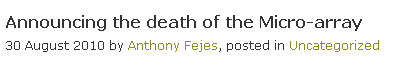 Announcing the death of the Micro-array
30 August 2010 by Anthony Fejes, posted in Uncategorized